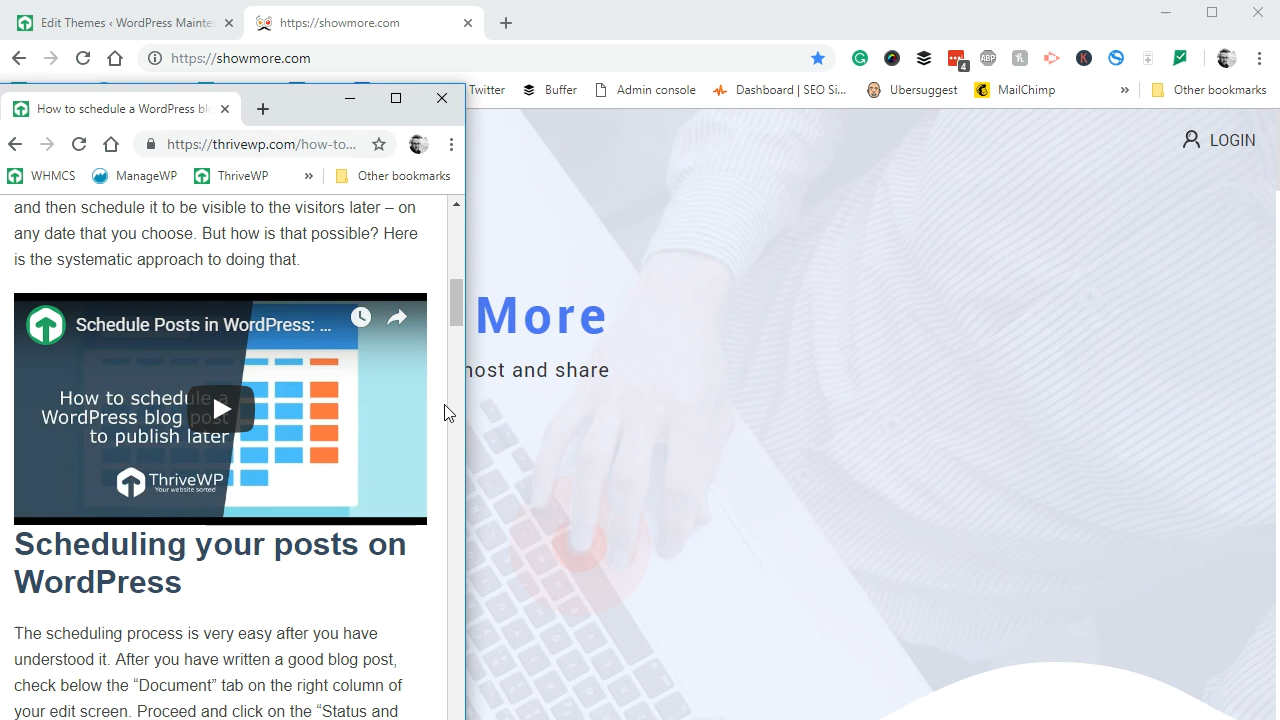 Edit Themes ‹ WordPress Mainter
https://showmore.com
https://showmore.com
4
ABP
K
Twitter
Buffer
Admin console
Dashboard | SEO Si...
Ubersuggest
MailChimp
»
Other bookmarks
How to schedule a WordPress blo
https://thrivewp.com/how-to...
WHMCS
ManageWP
ThriveWP
»
Other bookmarks
LOGIN
More
host and share
and then schedule it to be visible to the visitors later – on
any date that you choose. But how is that possible? Here
is the systematic approach to doing that.
Schedule Posts in WordPress: ...
How to schedule a
WordPress blog post
to publish later
ThriveWP
Your website sorted
Scheduling your posts on
WordPress
The scheduling process is very easy after you have
understood it. After you have written a good blog post,
check below the “Document” tab on the right column of
your edit screen. Proceed and click on the “Status and